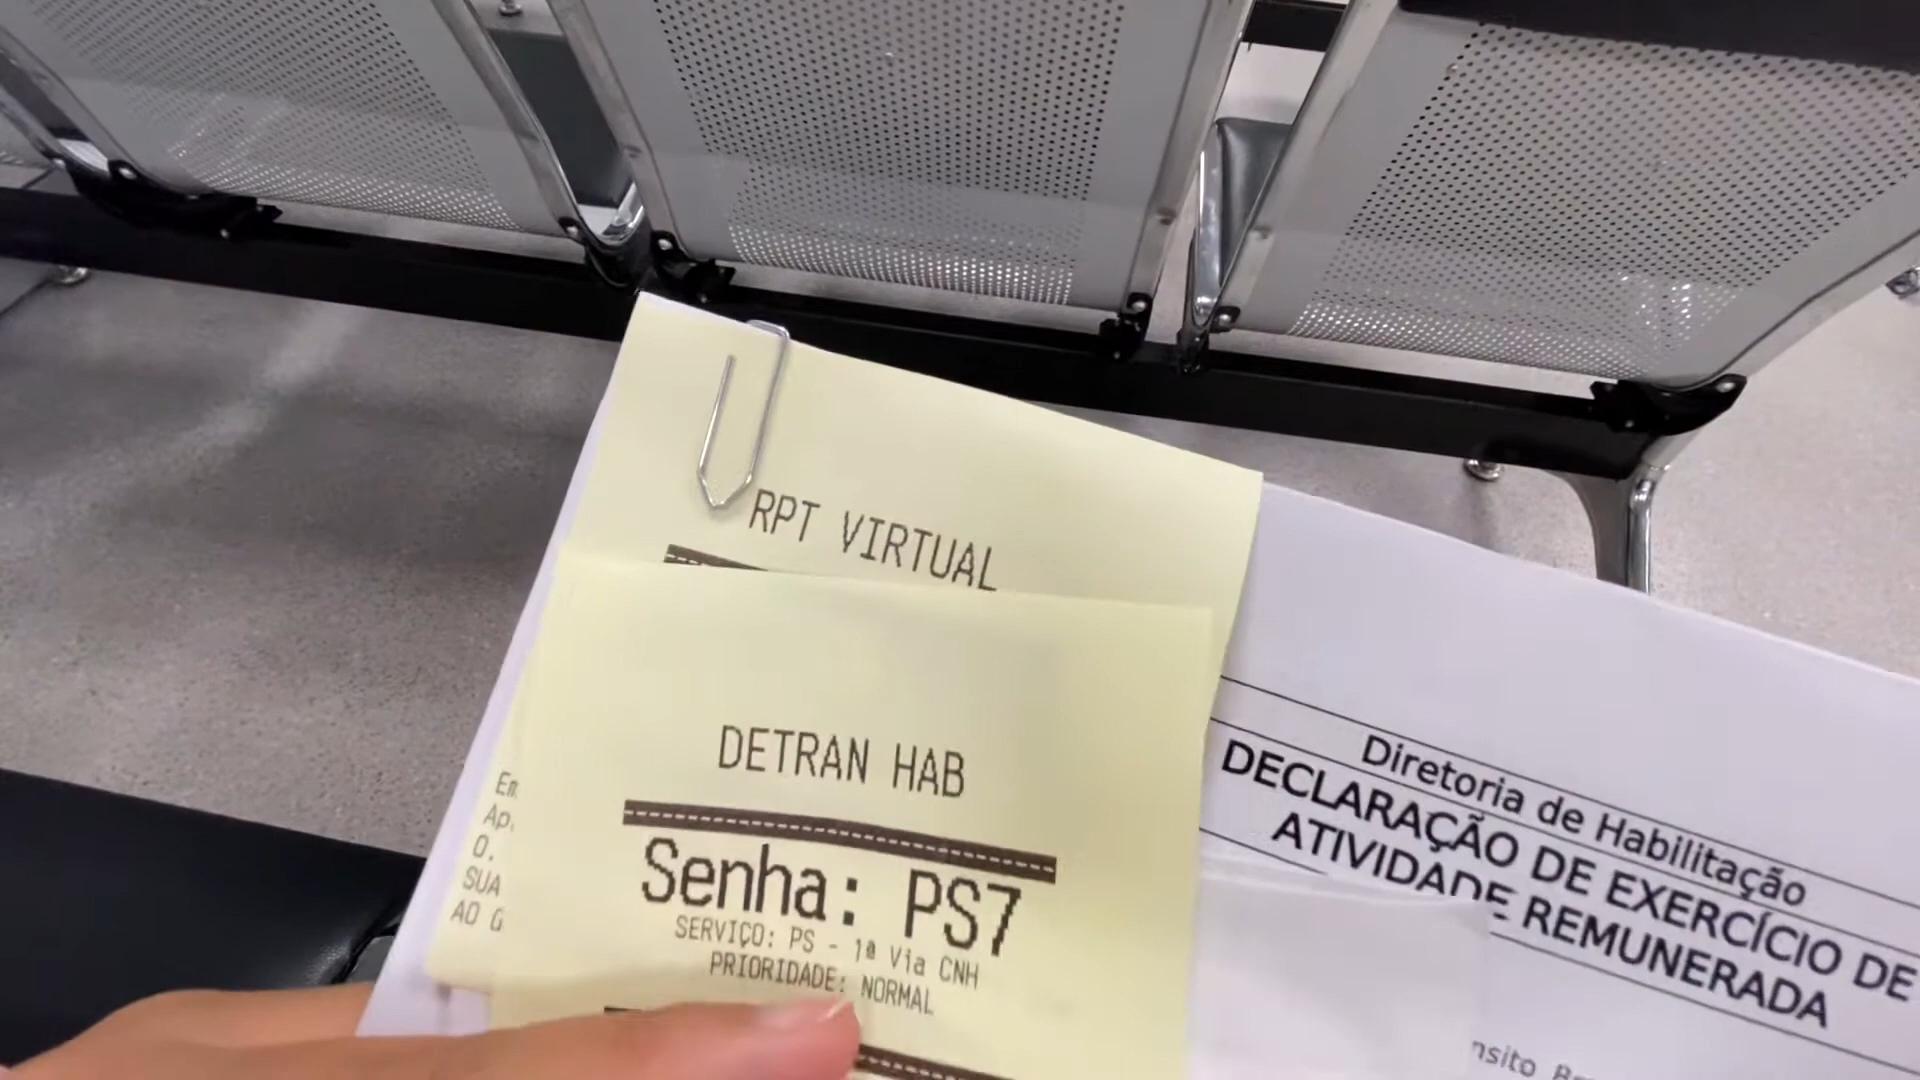 RPT VIRTUAL
DETRAN HAB
Senha: PS7
SERVIÇO: PS - 1ª Via CNH
PRIORIDADE: NORMAL
SUA
Diretoria de Habilitação
DECLARAÇÃO DE EXERCÍCIO DE
ATIVIDADE REMUNERADA